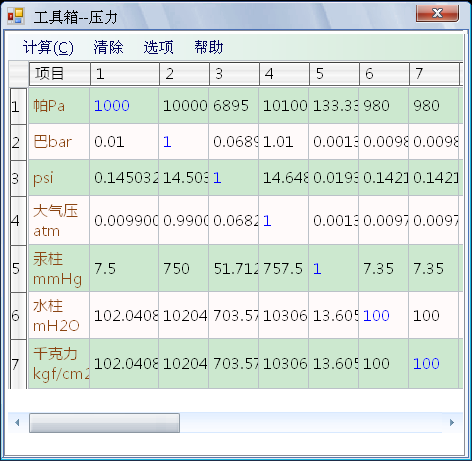 工具箱--压力
计算(C) 清除 选项 帮助
项目 1 2 3 4 5 6 7
1 帕Pa 1000 10000 6895 10100 133.33 980 980
2 巴bar 0.01 1 0.0689 1.01 0.0013 0.0098 0.0098
3 psi 0.145032 14.503 1 14.648 0.0193 0.1421 0.1421
4 大气压 atm 0.009900 0.9900 0.0682 1 0.0013 0.0097 0.0097
5 汞柱 mmHg 7.5 750 51.712 757.5 1 7.35 7.35
6 水柱 mH2O 102.0408 10204 703.57 10306 13.605 100 100
7 千克力 kgf/cm2 102.0408 10204 703.57 10306 13.605 100 100